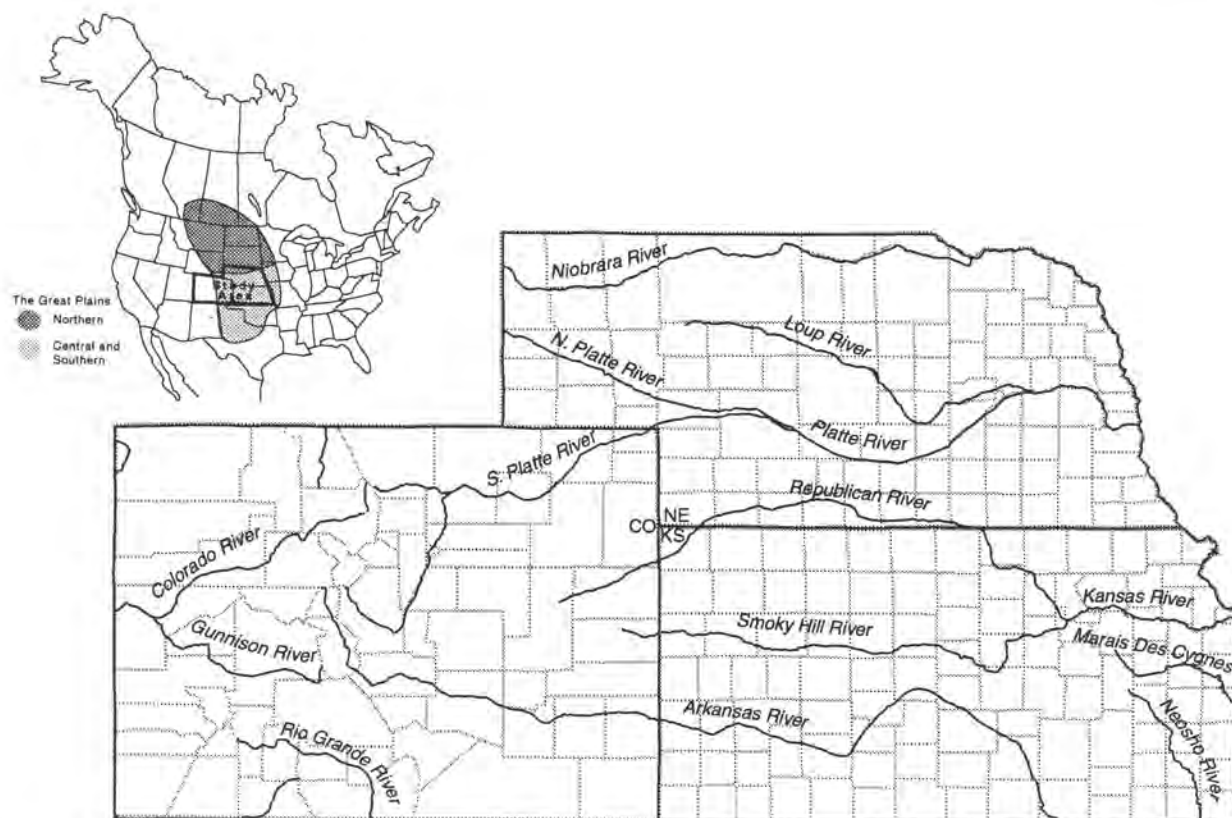 The Great Plains
Northern
Central and
Southern
Study
Area
Niobrara River
Loup River
N. Platte River
Platte River
S. Platte River
Republican River
CO
NE
KS
Colorado River
Kansas River
Gunnison River
Smoky Hill River
Marais Des Cygnes
Arkansas River
Rio Grande River
Neosho River